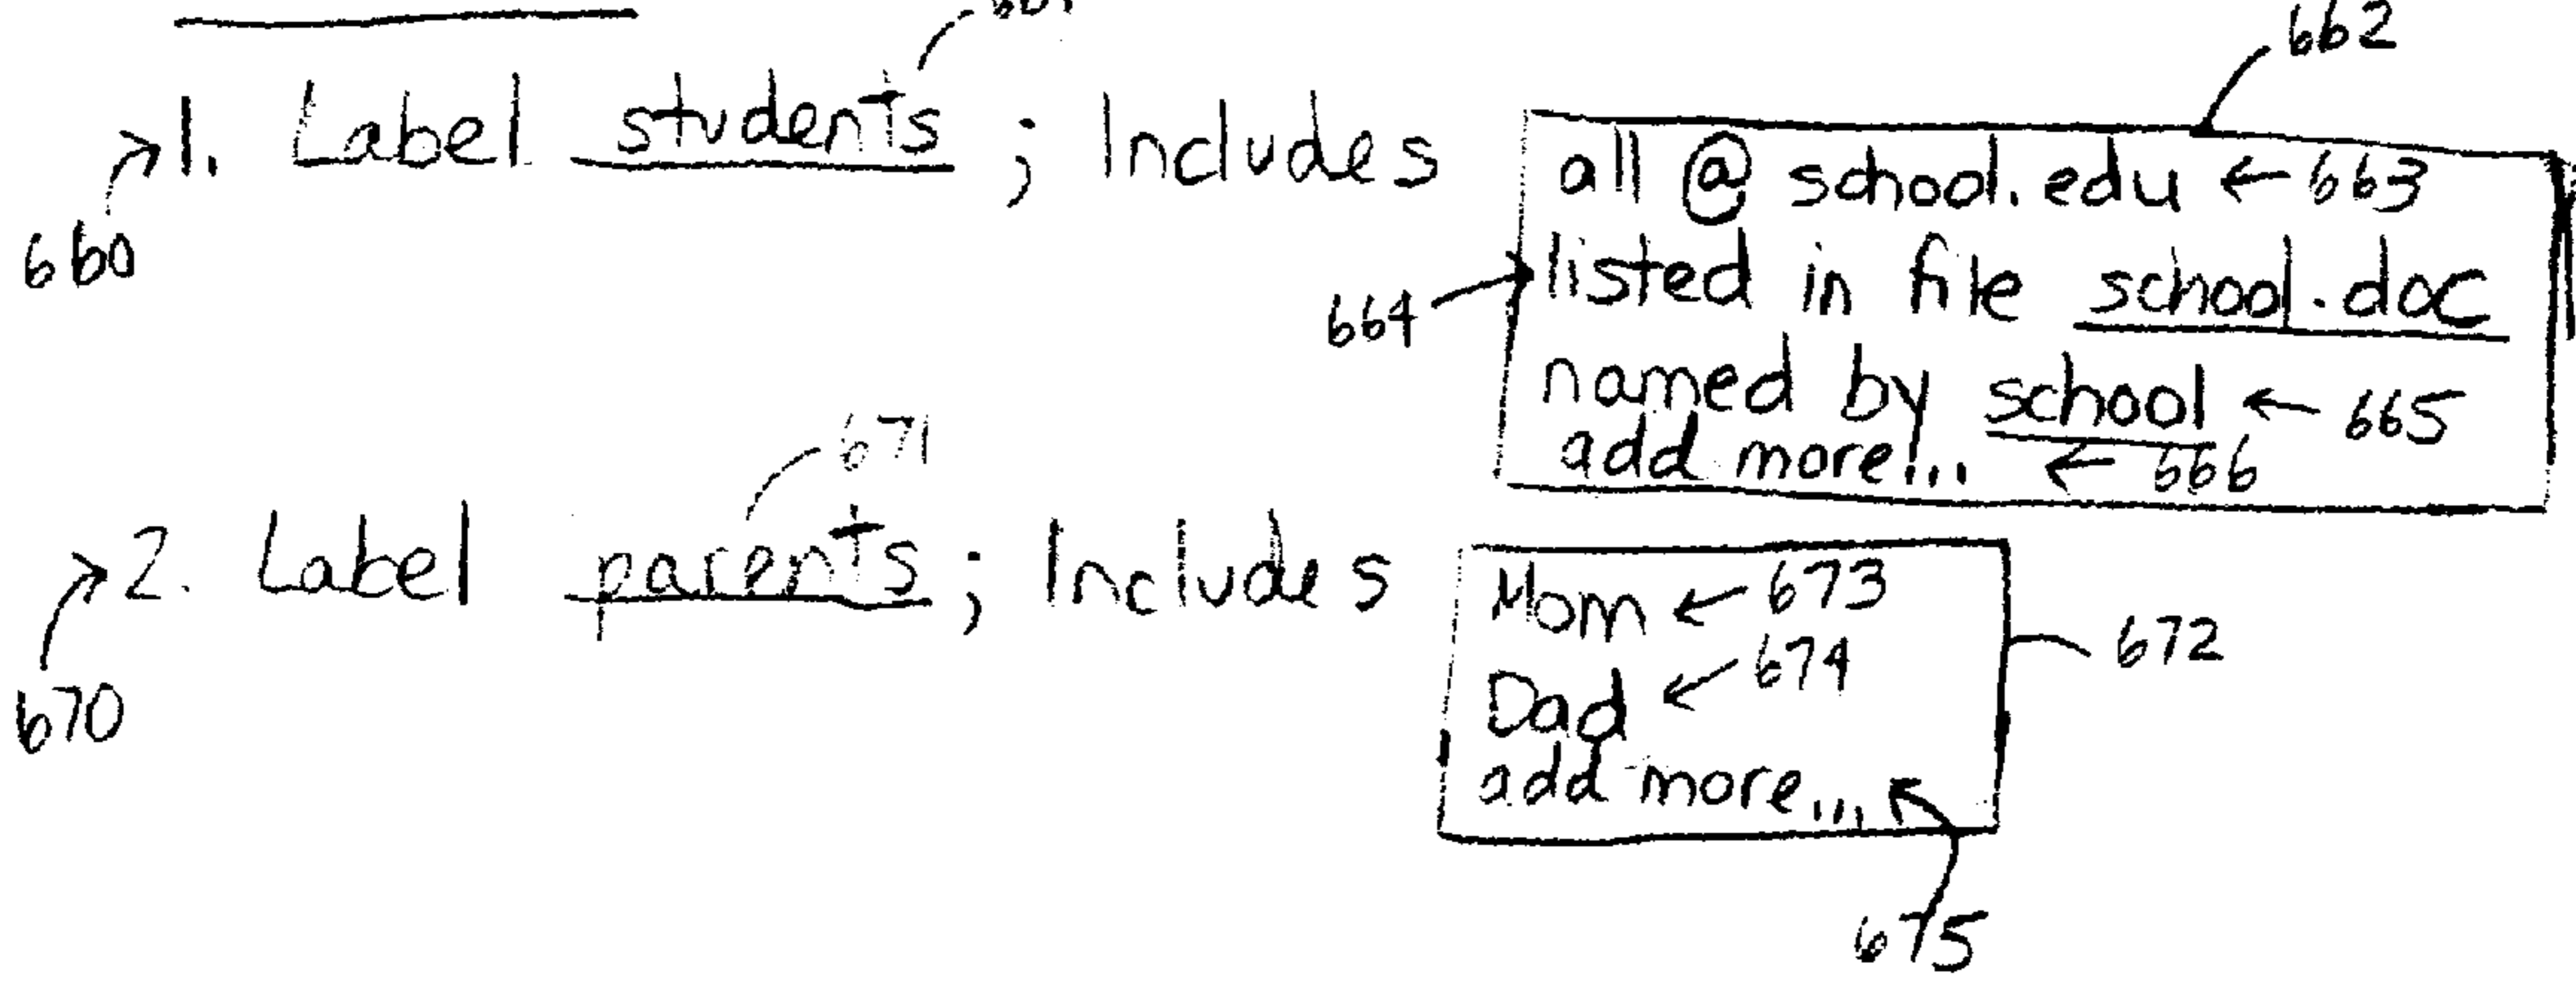 662
1. Label students ; Includes
all @ school.edu ← 663
660
listed in file school.doc
664
named by school ← 665
add more... ← 666
671
2. Label parents ; Includes
Mom ← 673
672
Dad ← 674
670
add more...
675